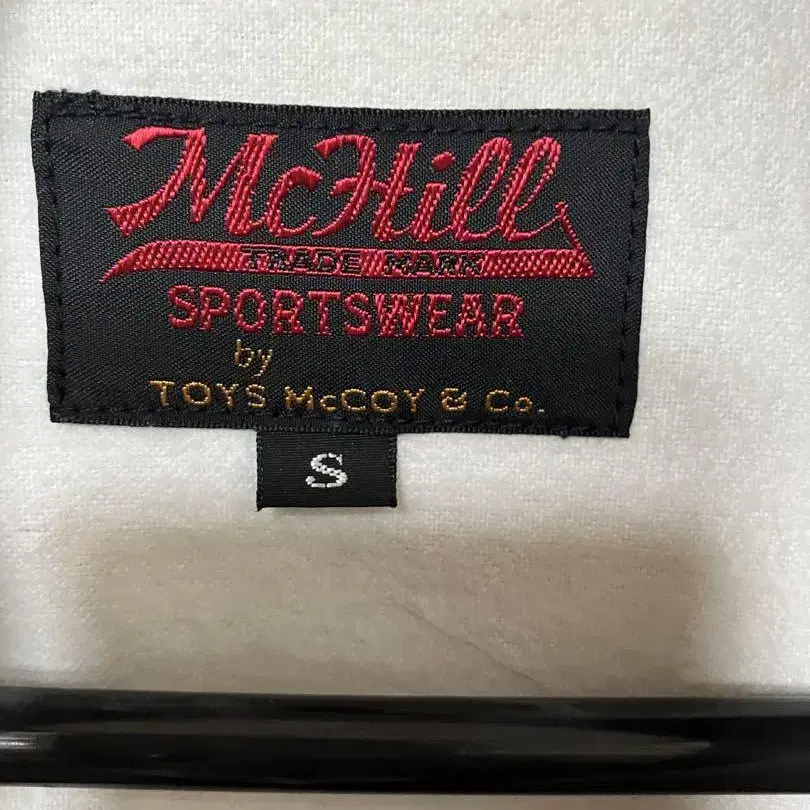 McHill
TRADE MARK
SPORTSWEAR
by
TOYS McCOY & Co.
S